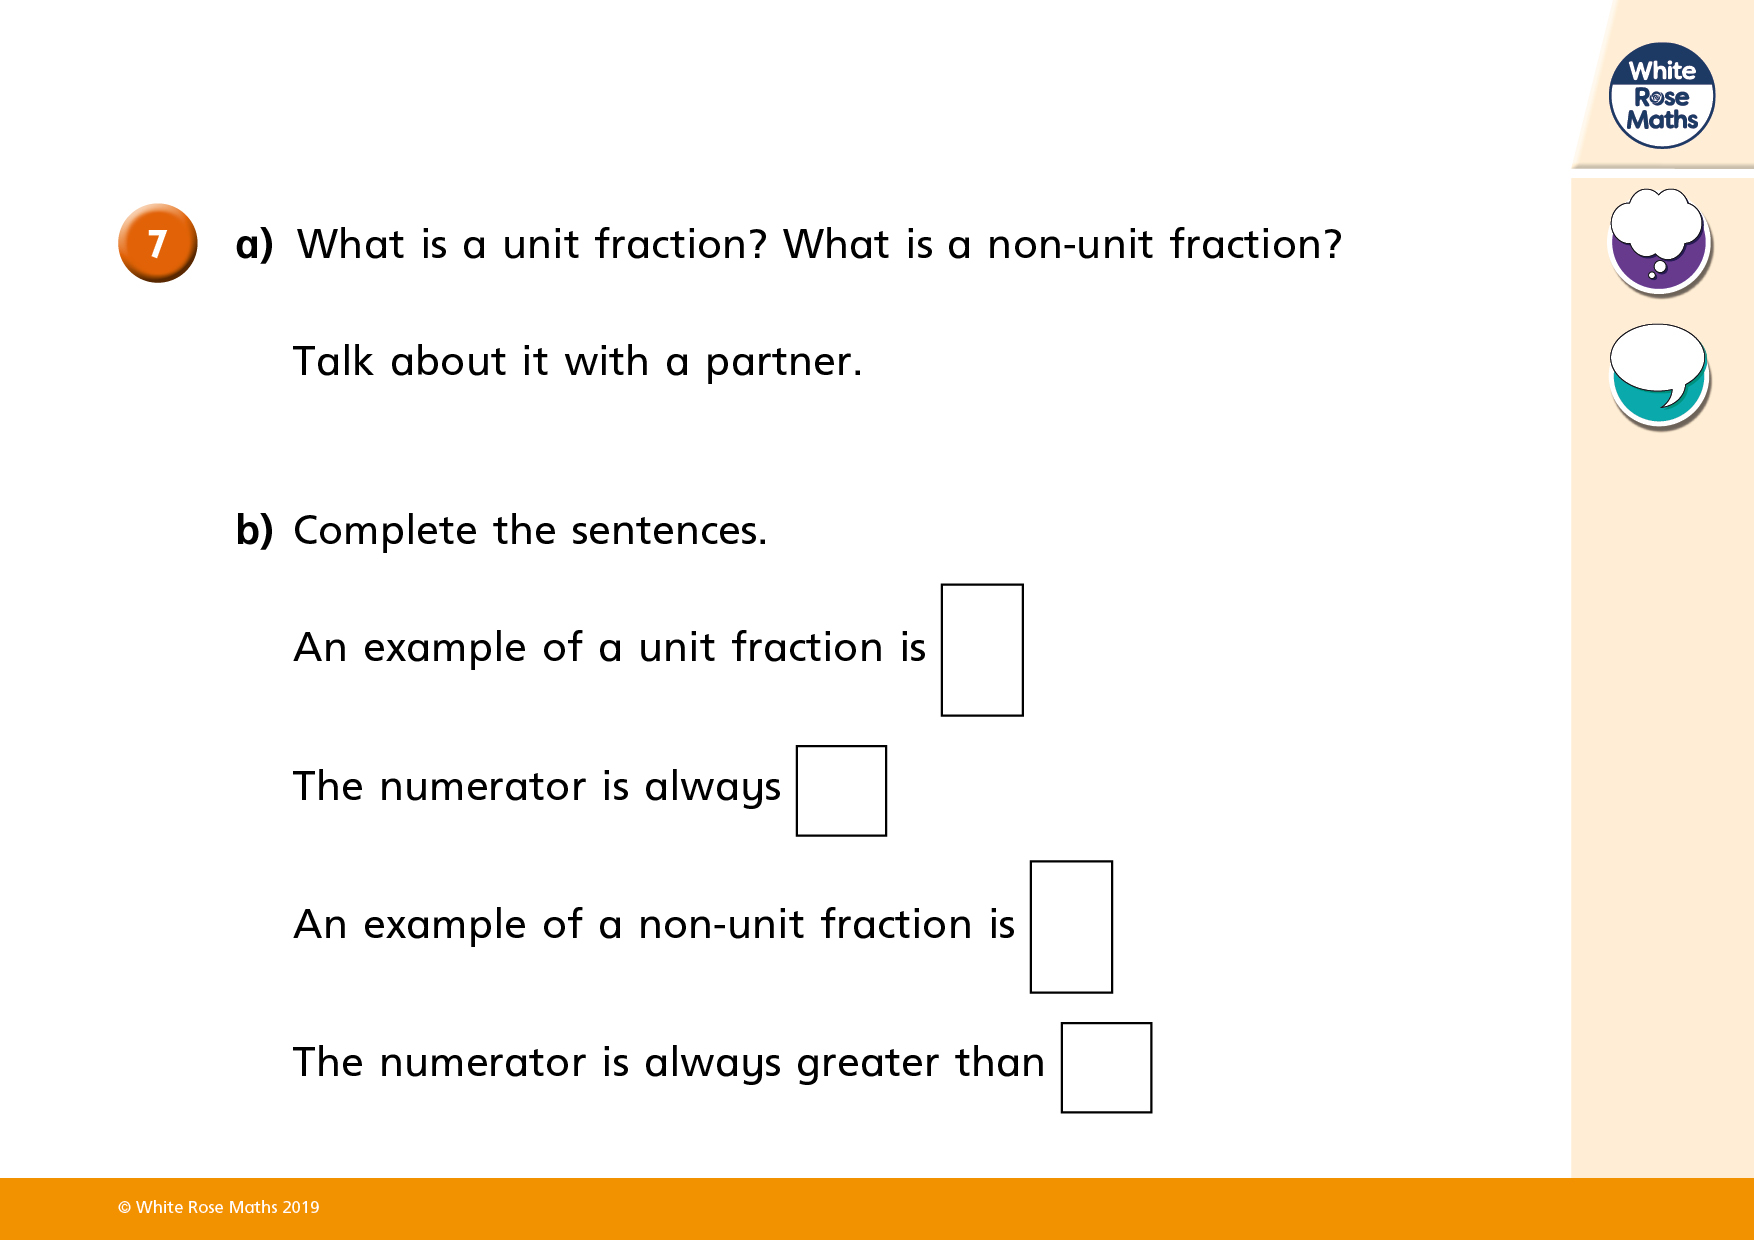 White
Rose
Maths
7
a) What is a unit fraction? What is a non-unit fraction?
Talk about it with a partner.
b) Complete the sentences.
An example of a unit fraction is
The numerator is always
An example of a non-unit fraction is
The numerator is always greater than
© White Rose Maths 2019